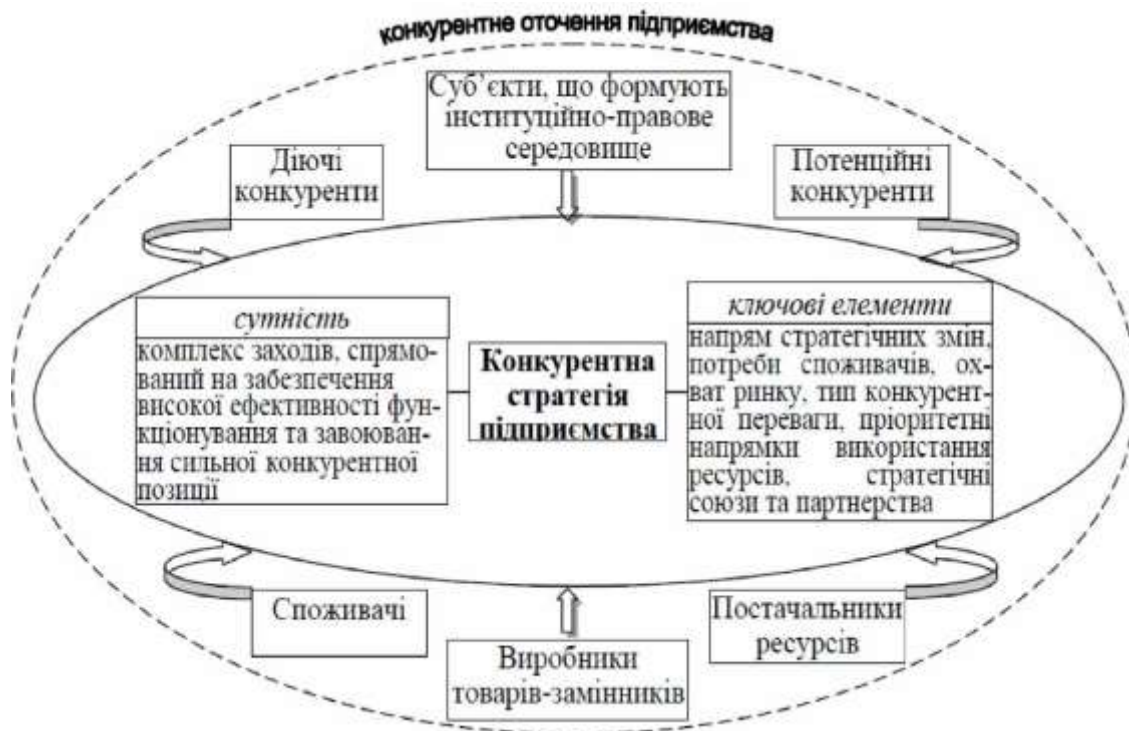 конкурентне оточення підприємства
Суб’єкти, що формують
інституційно-правове
середовище
Діючі
конкуренти
Потенційні
конкуренти
сутність
комплекс заходів, спрямо-
ваний на забезпечення
високої ефективності фун-
кціонування та завоюван-
ня сильної конкурентної
позиції
Конкурентна
стратегія
підприємства
ключові елементи
напрям стратегічних змін,
потреби споживачів, ох-
ват ринку, тип конкурент-
ної переваги, пріоритетні
напрямки використання
ресурсів, стратегічні
союзи та партнерства
Споживачі
Виробники
товарів-замінників
Постачальники
ресурсів